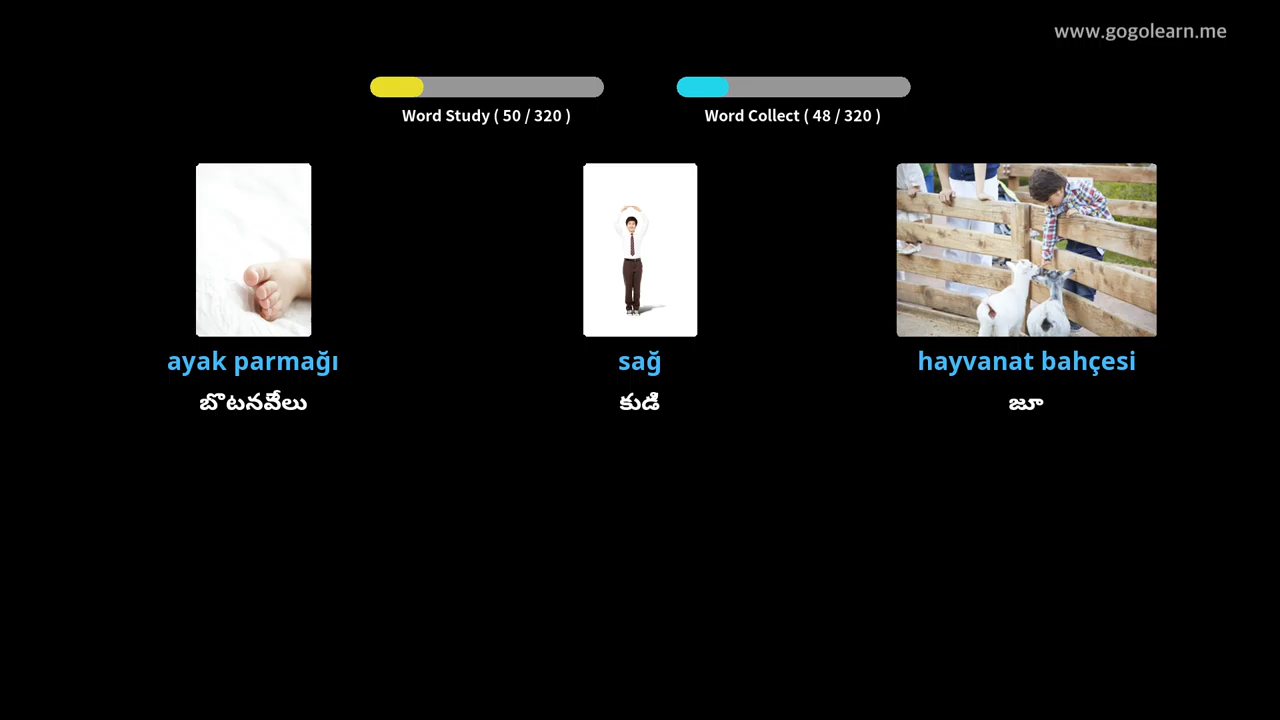 www.gogolearn.me
Word Study ( 50 / 320 )
Word Collect ( 48 / 320 )
ayak parmağı
sağ
hayvanat bahçesi
బొటనవేలు
కుడి
జూ